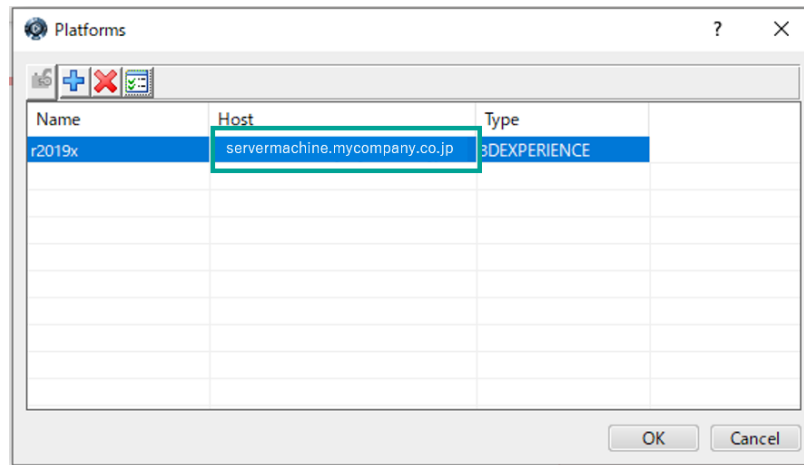 Platforms
Name Host Type
r2019x servermachine.mycompany.co.jp 3DEXPERIENCE
OK Cancel